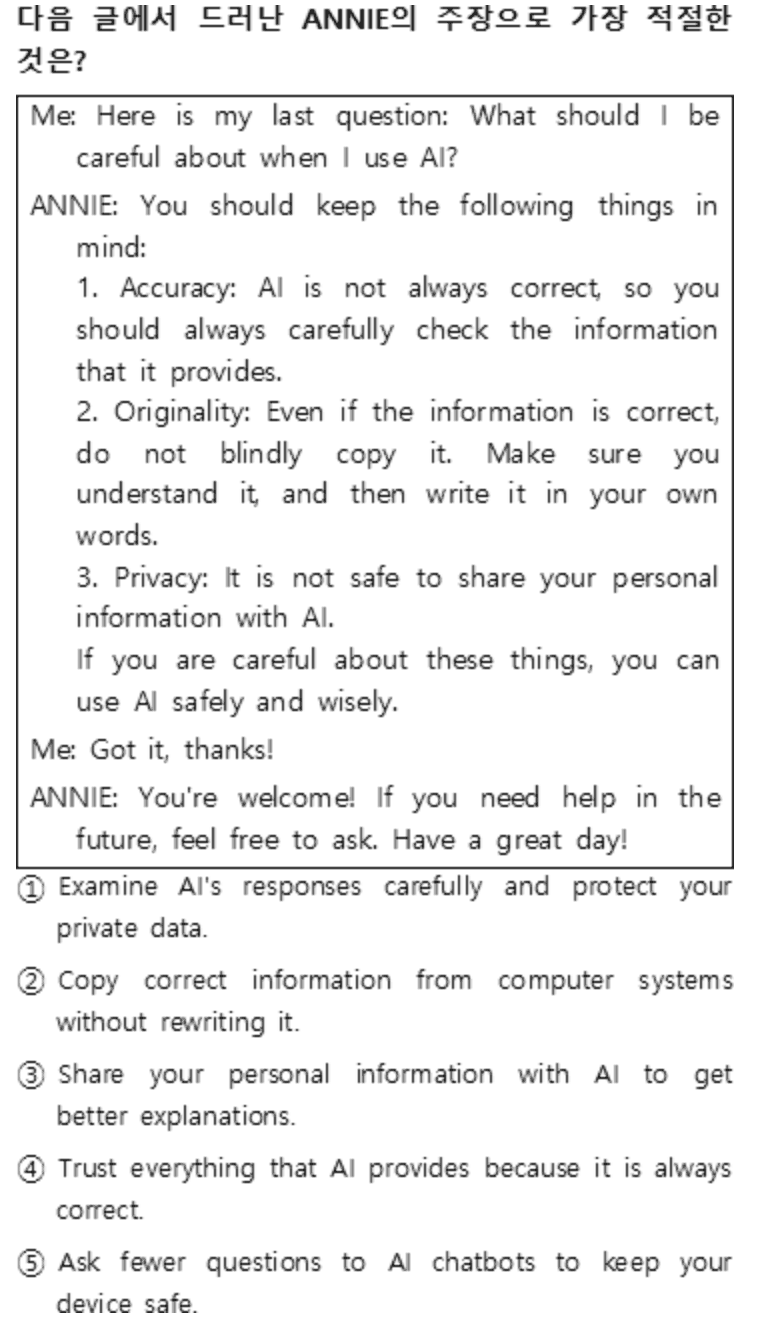 다음 글에서 드러난 ANNIE의 주장으로 가장 적절한
것은?
Me: Here is my last question: What should I be
careful about when I use AI?
ANNIE: You should keep the following things in
mind:
1. Accuracy: AI is not always correct, so you
should always carefully check the information
that it provides.
2. Originality: Even if the information is correct,
do not blindly copy it. Make sure you
understand it, and then write it in your own
words.
3. Privacy: It is not safe to share your personal
information with AI.
If you are careful about these things, you can
use AI safely and wisely.
Me: Got it, thanks!
ANNIE: You're welcome! If you need help in the
future, feel free to ask. Have a great day!
① Examine AI's responses carefully and protect your
private data.
② Copy correct information from computer systems
without rewriting it.
③ Share your personal information with AI to get
better explanations.
④ Trust everything that AI provides because it is always
correct.
⑤ Ask fewer questions to AI chatbots to keep your
device safe.